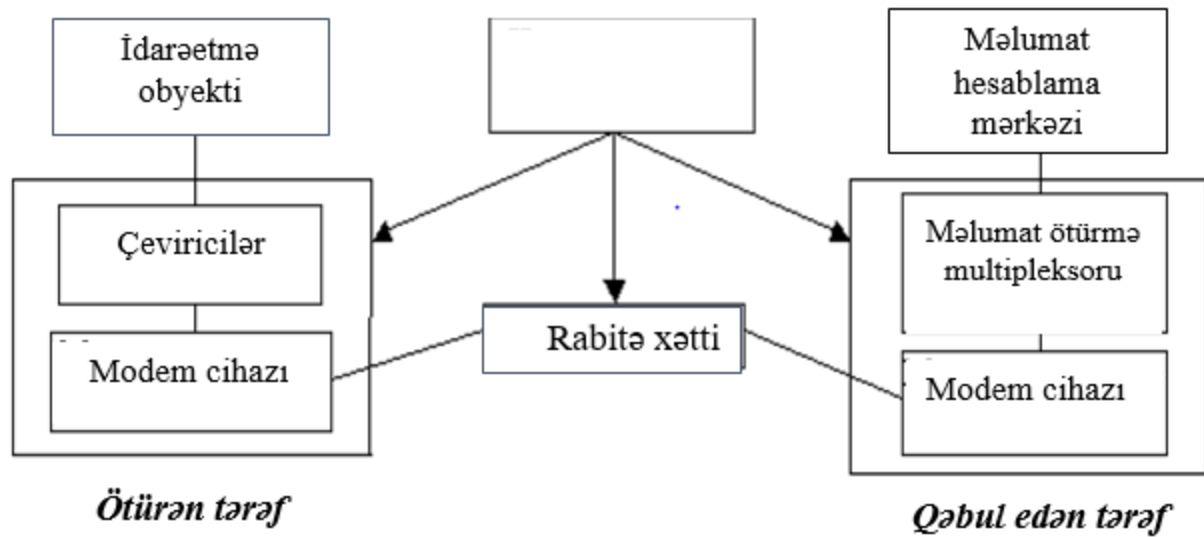 İdarəetmə
obyekti
Məlumat
hesablama
mərkəzi
Çeviricilər
Məlumat ötürmə
multipleksoru
Rabitə xətti
Modem cihazı
Modem cihazı
Ötürən tərəf
Qəbul edən tərəf